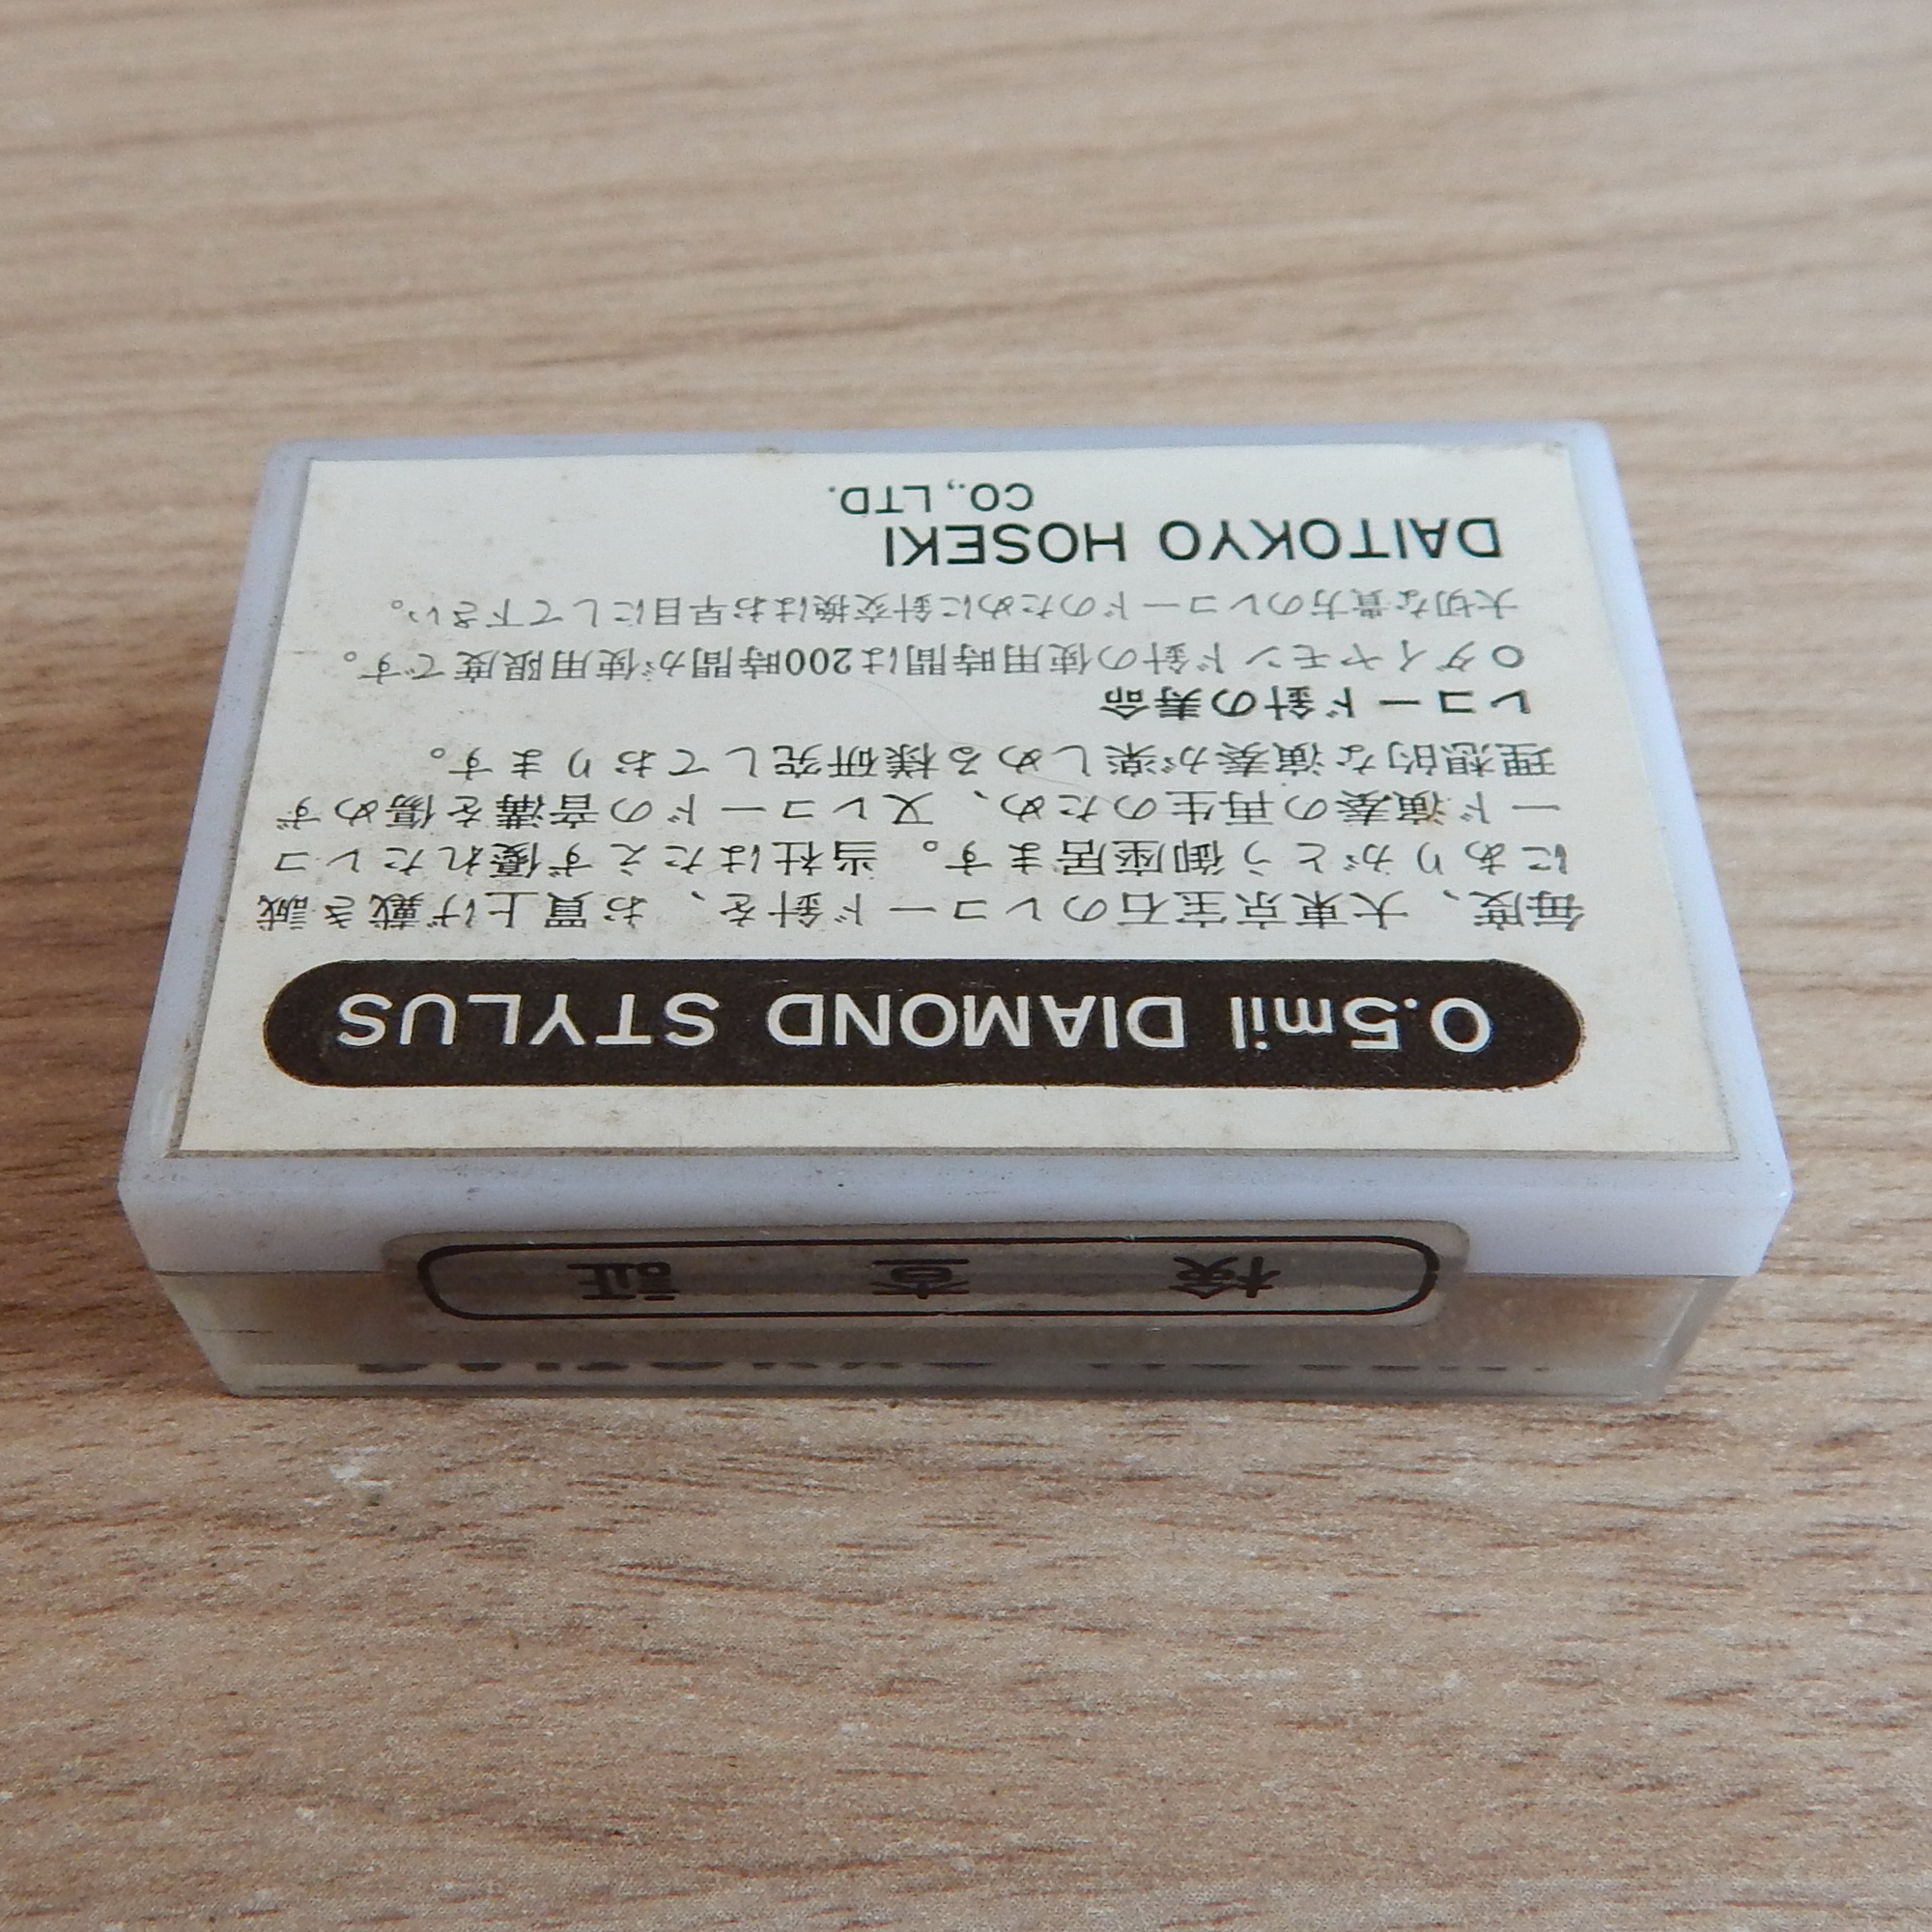 0.5mil DIAMOND STYLUS
毎度、大東京宝石のレコード針を、お買上げ戴き誠
にありがとう御座居ます。当社はたえず優れたレコ
ード演奏の再生のため、又レコードの音溝を傷めず
理想的な演奏が楽しめる様研究しております。
レコード針の寿命
○ダイヤモンド針の使用時間は200時間が使用限度です。
大切な貴方のレコードのために針交換はお早目にして下さい。
DAITOKYO HOSEKI
CO., LTD.
検査証